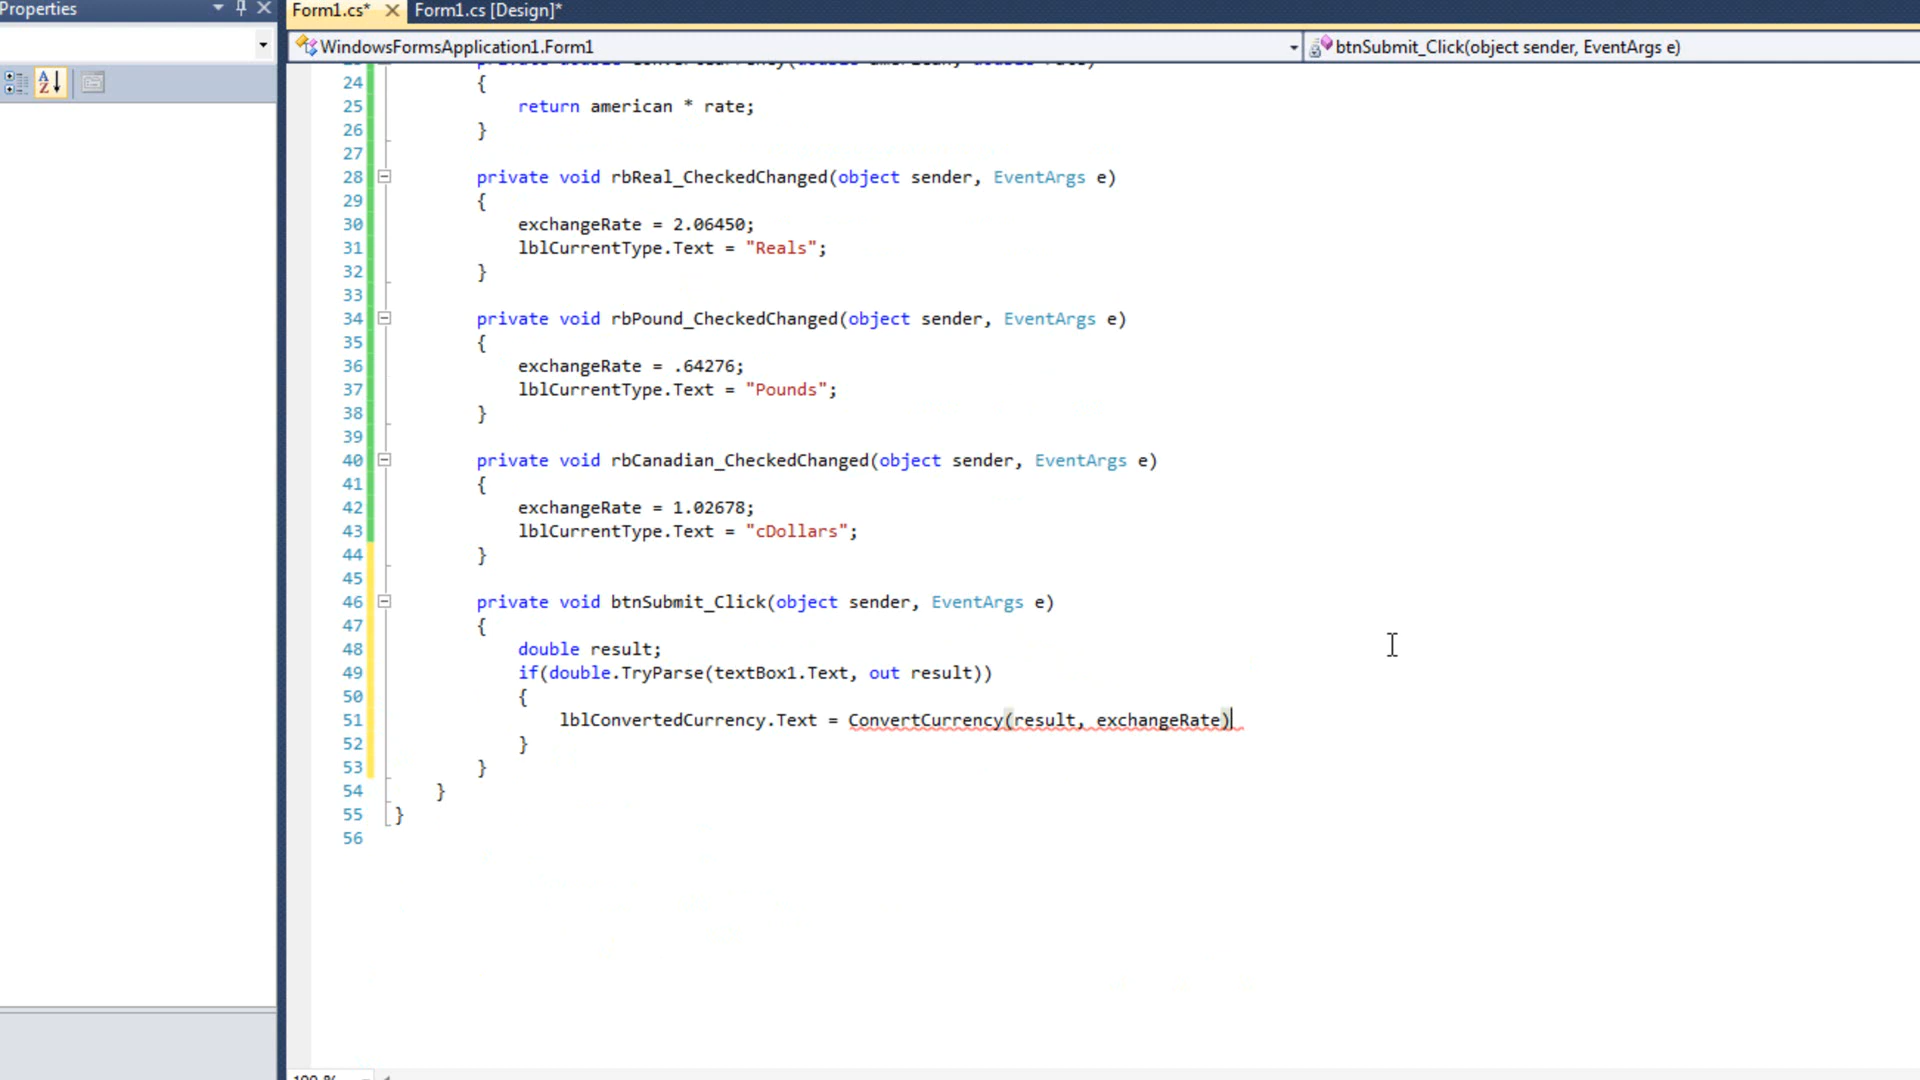 Properties
Form1.cs*
Form1.cs [Design]*
WindowsFormsApplication1.Form1
btnSubmit_Click(object sender, EventArgs e)
24 {
25 return american * rate;
26 }
27
28 private void rbReal_CheckedChanged(object sender, EventArgs e)
29 {
30 exchangeRate = 2.06450;
31 lblCurrentType.Text = "Reals";
32 }
33
34 private void rbPound_CheckedChanged(object sender, EventArgs e)
35 {
36 exchangeRate = .64276;
37 lblCurrentType.Text = "Pounds";
38 }
39
40 private void rbCanadian_CheckedChanged(object sender, EventArgs e)
41 {
42 exchangeRate = 1.02678;
43 lblCurrentType.Text = "cDollars";
44 }
45
46 private void btnSubmit_Click(object sender, EventArgs e)
47 {
48 double result;
49 if(double.TryParse(textBox1.Text, out result))
50 {
51 lblConvertedCurrency.Text = ConvertCurrency(result, exchangeRate)
52 }
53 }
54 }
55 }
56